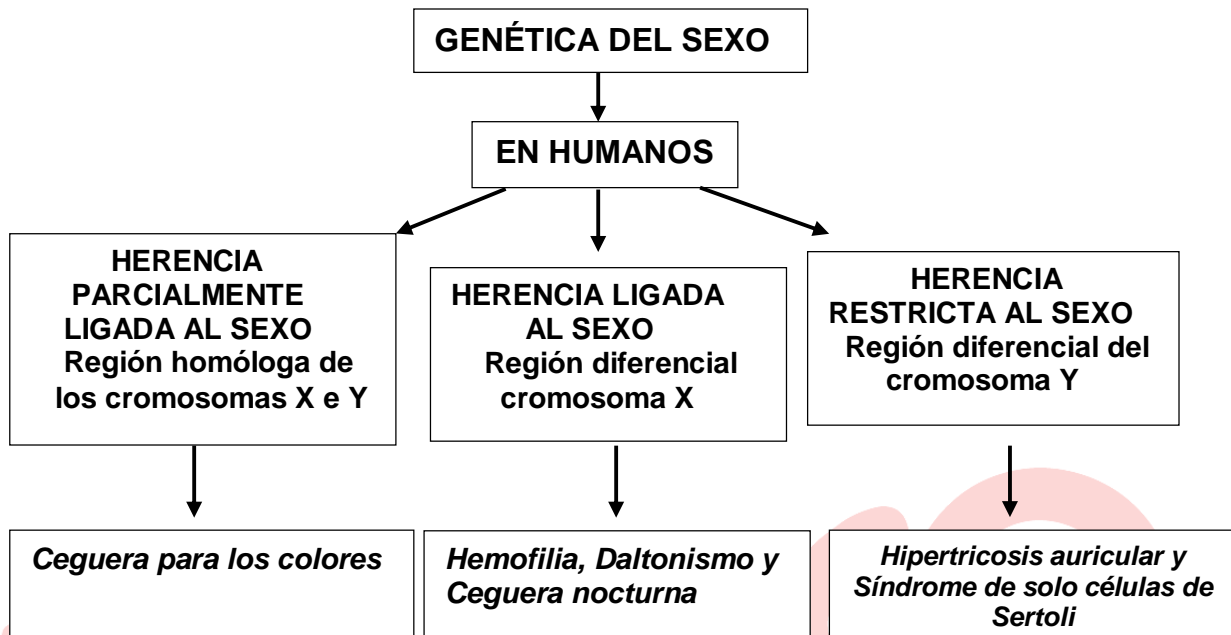 GENÉTICA DEL SEXO
EN HUMANOS
HERENCIA
PARCIALMENTE
LIGADA AL SEXO
Región homóloga de
los cromosomas X e Y
HERENCIA LIGADA
AL SEXO
Región diferencial
cromosoma X
HERENCIA
RESTRICTA AL SEXO
Región diferencial del
cromosoma Y
Ceguera para los colores
Hemofilia, Daltonismo y
Ceguera nocturna
Hipertricosis auricular y
Síndrome de solo células de
Sertoli